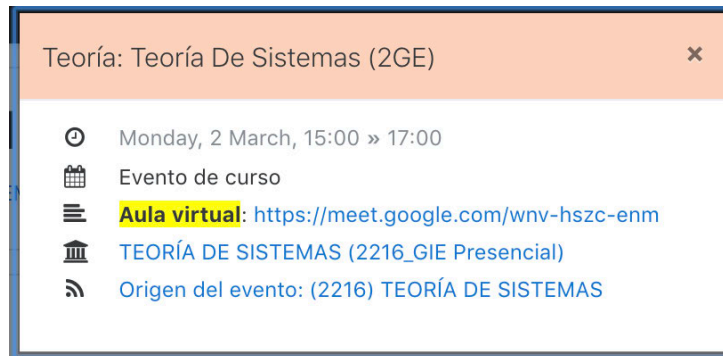 Teoría: Teoría De Sistemas (2GE) ×
Monday, 2 March, 15:00 » 17:00
Evento de curso
Aula virtual: https://meet.google.com/wnv-hszc-enm
TEORÍA DE SISTEMAS (2216_GIE Presencial)
Origen del evento: (2216) TEORÍA DE SISTEMAS